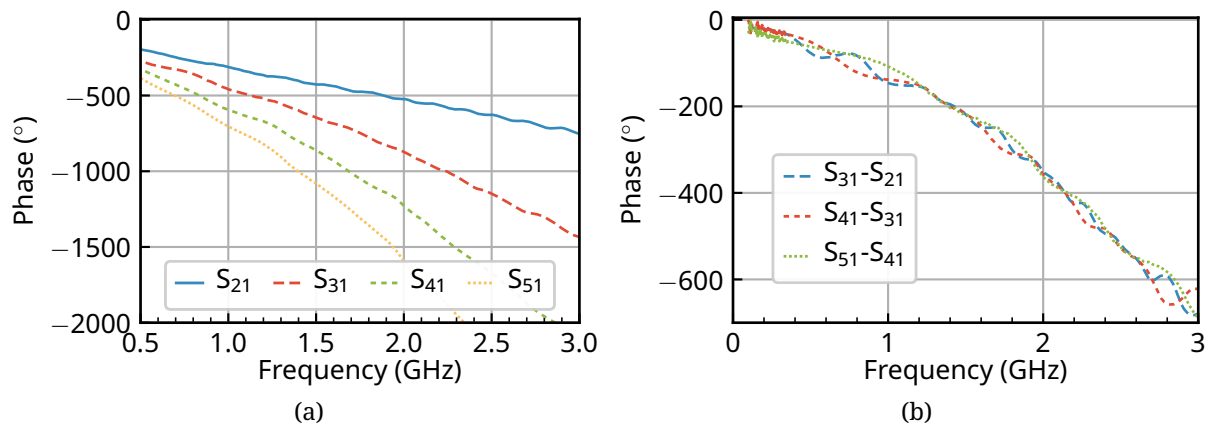 0
−500
−1000
−1500
−2000
Phase (°)
S21 S31 S41 S51
0.5 1.0 1.5 2.0 2.5 3.0
Frequency (GHz)
(a)
0
−200
−400
−600
Phase (°)
S31-S21
S41-S31
S51-S41
0 1 2 3
Frequency (GHz)
(b)